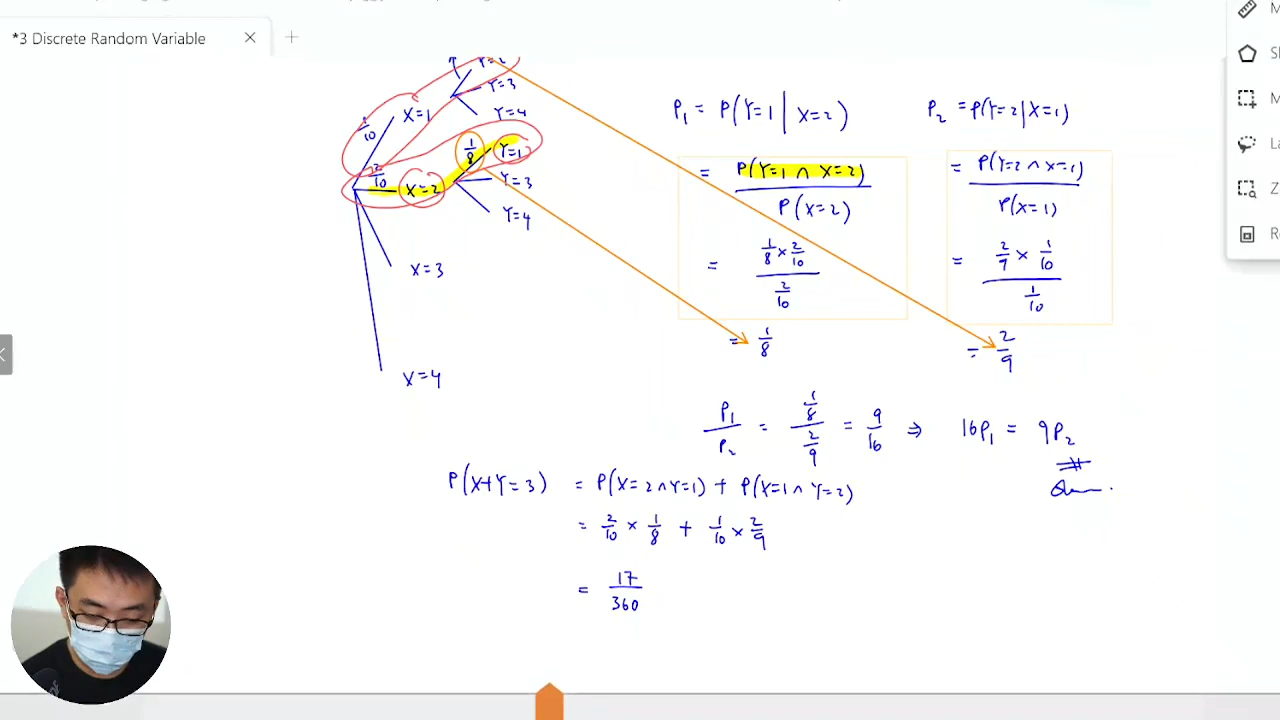 *3 Discrete Random Variable
Y=2
Y=3
Y=4
1/10
X=1
2/10
X=2
1/8
Y=1
Y=3
Y=4
X=3
X=4
P₁ = P(Y=1 | X=2)
= P(Y=1 ∩ X=2) / P(X=2)
= (1/8 × 2/10) / (2/10)
= 1/8
P₂ = P(Y=2 | X=1)
= P(Y=2 ∩ X=1) / P(X=1)
= (2/9 × 1/10) / (1/10)
= 2/9
P₁/P₂ = (1/8)/(2/9) = 9/16 ⇒ 16P₁ = 9P₂
P(X+Y=3) = P(X=2 ∩ Y=1) + P(X=1 ∩ Y=2)
= 2/10 × 1/8 + 1/10 × 2/9
= 17/360